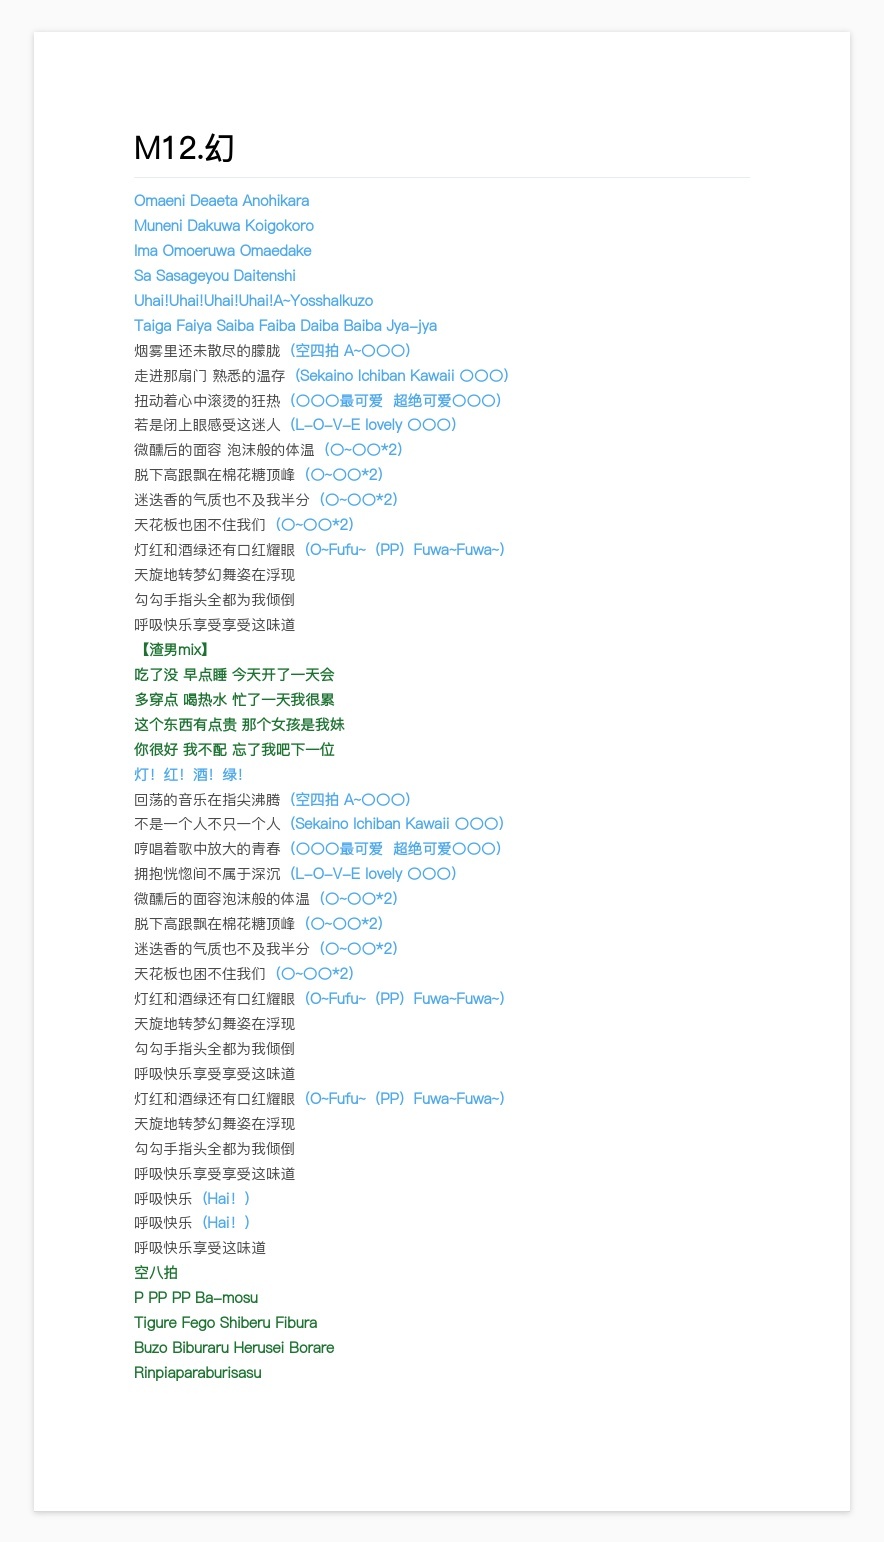 M12.幻
Omaeni Deaeta Anohikara
Muneni Dakuwa Koigokoro
Ima Omoeruwa Omaedake
Sa Sasageyou Daitenshi
Uhai!Uhai!Uhai!Uhai!A~Yosshalkuzo
Taiga Faiya Saiba Faiba Daiba Baiba Jya-jya
烟雾里还未散尽的朦胧（空四拍 A~〇〇〇）
走进那扇门 熟悉的温存（Sekaino Ichiban Kawaii 〇〇〇）
扭动着心中滚烫的狂热（〇〇〇最可爱  超绝可爱〇〇〇）
若是闭上眼感受这迷人（L-O-V-E lovely 〇〇〇）
微醺后的面容 泡沫般的体温（〇~〇〇*2）
脱下高跟飘在棉花糖顶峰（〇~〇〇*2）
迷迭香的气质也不及我半分（〇~〇〇*2）
天花板也困不住我们（〇~〇〇*2）
灯红和酒绿还有口红耀眼（O~Fufu~（PP）Fuwa~Fuwa~）
天旋地转梦幻舞姿在浮现
勾勾手指头全都为我倾倒
呼吸快乐享受享受这味道
【渣男mix】
吃了没 早点睡 今天开了一天会
多穿点 喝热水 忙了一天我很累
这个东西有点贵 那个女孩是我妹
你很好 我不配 忘了我吧下一位
灯！红！酒！绿！
回荡的音乐在指尖沸腾（空四拍 A~〇〇〇）
不是一个人不只一个人（Sekaino Ichiban Kawaii 〇〇〇）
哼唱着歌中放大的青春（〇〇〇最可爱  超绝可爱〇〇〇）
拥抱恍惚间不属于深沉（L-O-V-E lovely 〇〇〇）
微醺后的面容泡沫般的体温（〇~〇〇*2）
脱下高跟飘在棉花糖顶峰（〇~〇〇*2）
迷迭香的气质也不及我半分（〇~〇〇*2）
天花板也困不住我们（〇~〇〇*2）
灯红和酒绿还有口红耀眼（O~Fufu~（PP）Fuwa~Fuwa~）
天旋地转梦幻舞姿在浮现
勾勾手指头全都为我倾倒
呼吸快乐享受享受这味道
灯红和酒绿还有口红耀眼（O~Fufu~（PP）Fuwa~Fuwa~）
天旋地转梦幻舞姿在浮现
勾勾手指头全都为我倾倒
呼吸快乐享受享受这味道
呼吸快乐（Hai！）
呼吸快乐（Hai！）
呼吸快乐享受这味道
空八拍
P PP PP Ba-mosu
Tigure Fego Shiberu Fibura
Buzo Biburaru Herusei Borare
Rinpiaparaburisasu